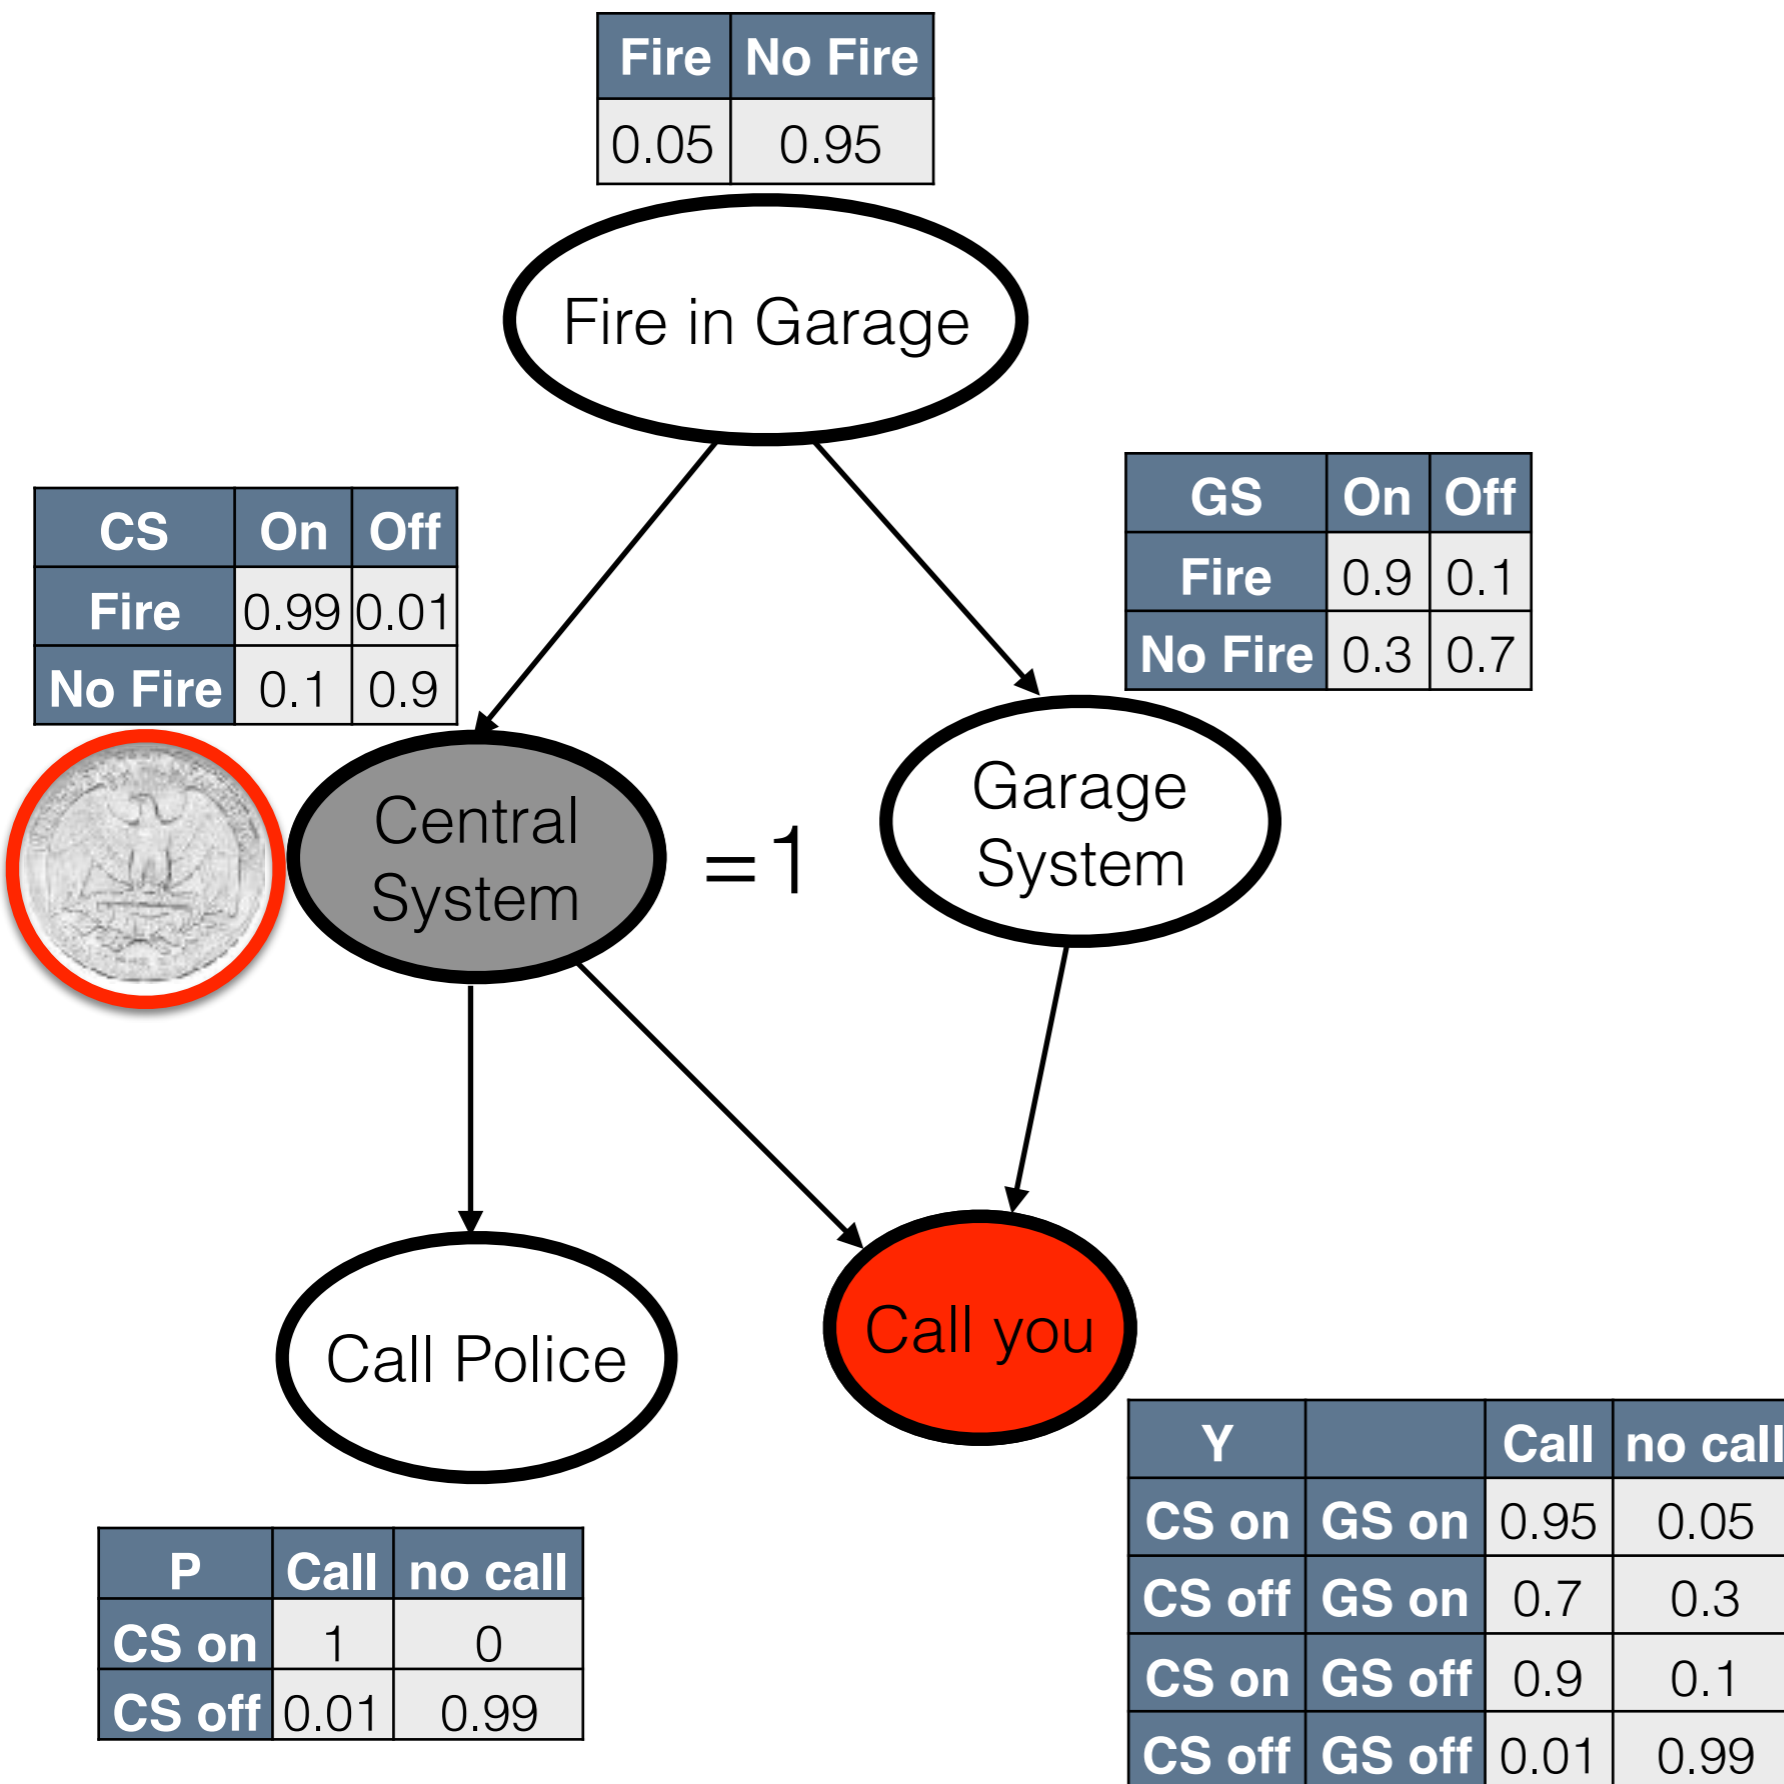 Fire No Fire
0.05 0.95
Fire in Garage
CS On Off
Fire 0.99 0.01
No Fire 0.1 0.9
GS On Off
Fire 0.9 0.1
No Fire 0.3 0.7
Central
System
=1
Garage
System
Call Police
Call you
P Call no call
CS on 1 0
CS off 0.01 0.99
Y Call no call
CS on GS on 0.95 0.05
CS off GS on 0.7 0.3
CS on GS off 0.9 0.1
CS off GS off 0.01 0.99